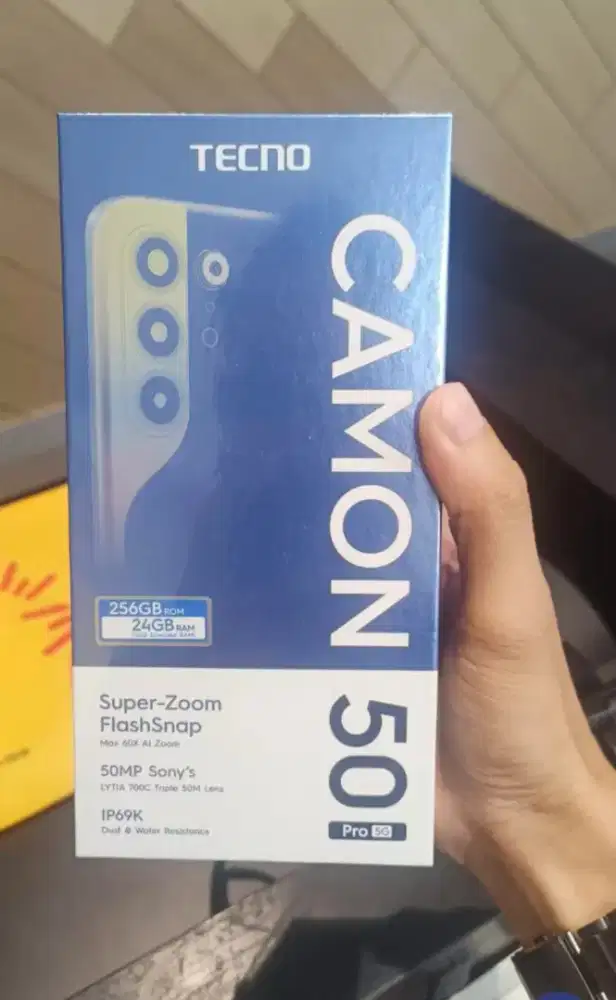 TECNO
CAMON 50
Pro 5G
256GB ROM
24GB RAM
Super-Zoom
FlashSnap
Max 60X AI Zoom
50MP Sony's
LYTIA 700C Triple 50M Lens
IP69K
Dust & Water Resistance